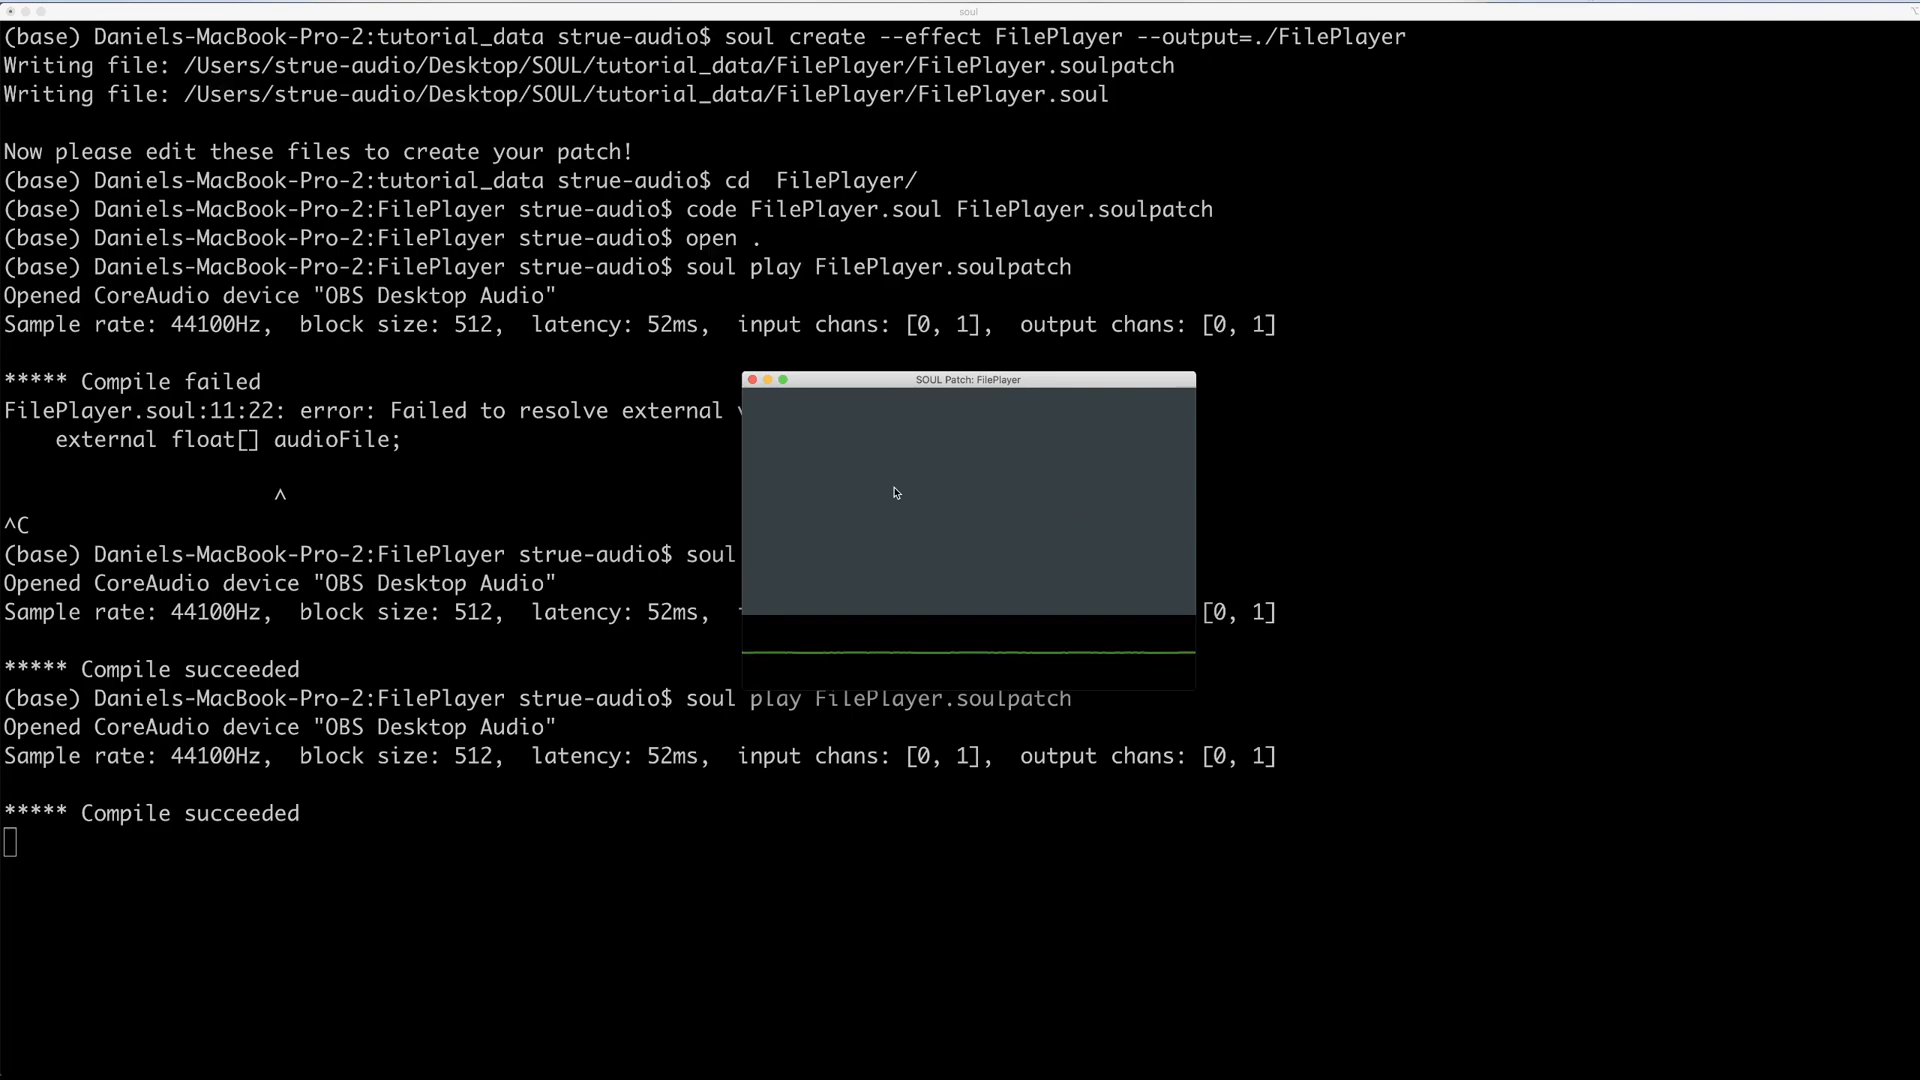 soul
(base) Daniels-MacBook-Pro-2:tutorial_data strue-audio$ soul create --effect FilePlayer --output=./FilePlayer
Writing file: /Users/strue-audio/Desktop/SOUL/tutorial_data/FilePlayer/FilePlayer.soulpatch
Writing file: /Users/strue-audio/Desktop/SOUL/tutorial_data/FilePlayer/FilePlayer.soul
Now please edit these files to create your patch!
(base) Daniels-MacBook-Pro-2:tutorial_data strue-audio$ cd  FilePlayer/
(base) Daniels-MacBook-Pro-2:FilePlayer strue-audio$ code FilePlayer.soul FilePlayer.soulpatch
(base) Daniels-MacBook-Pro-2:FilePlayer strue-audio$ open .
(base) Daniels-MacBook-Pro-2:FilePlayer strue-audio$ soul play FilePlayer.soulpatch
Opened CoreAudio device "OBS Desktop Audio"
Sample rate: 44100Hz,  block size: 512,  latency: 52ms,  input chans: [0, 1],  output chans: [0, 1]
***** Compile failed
FilePlayer.soul:11:22: error: Failed to resolve external
    external float[] audioFile;
                     ^
^C
(base) Daniels-MacBook-Pro-2:FilePlayer strue-audio$ soul
Opened CoreAudio device "OBS Desktop Audio"
Sample rate: 44100Hz,  block size: 512,  latency: 52ms, [0, 1]
***** Compile succeeded
(base) Daniels-MacBook-Pro-2:FilePlayer strue-audio$ soul play FilePlayer.soulpatch
Opened CoreAudio device "OBS Desktop Audio"
Sample rate: 44100Hz,  block size: 512,  latency: 52ms,  input chans: [0, 1],  output chans: [0, 1]
***** Compile succeeded
SOUL Patch: FilePlayer